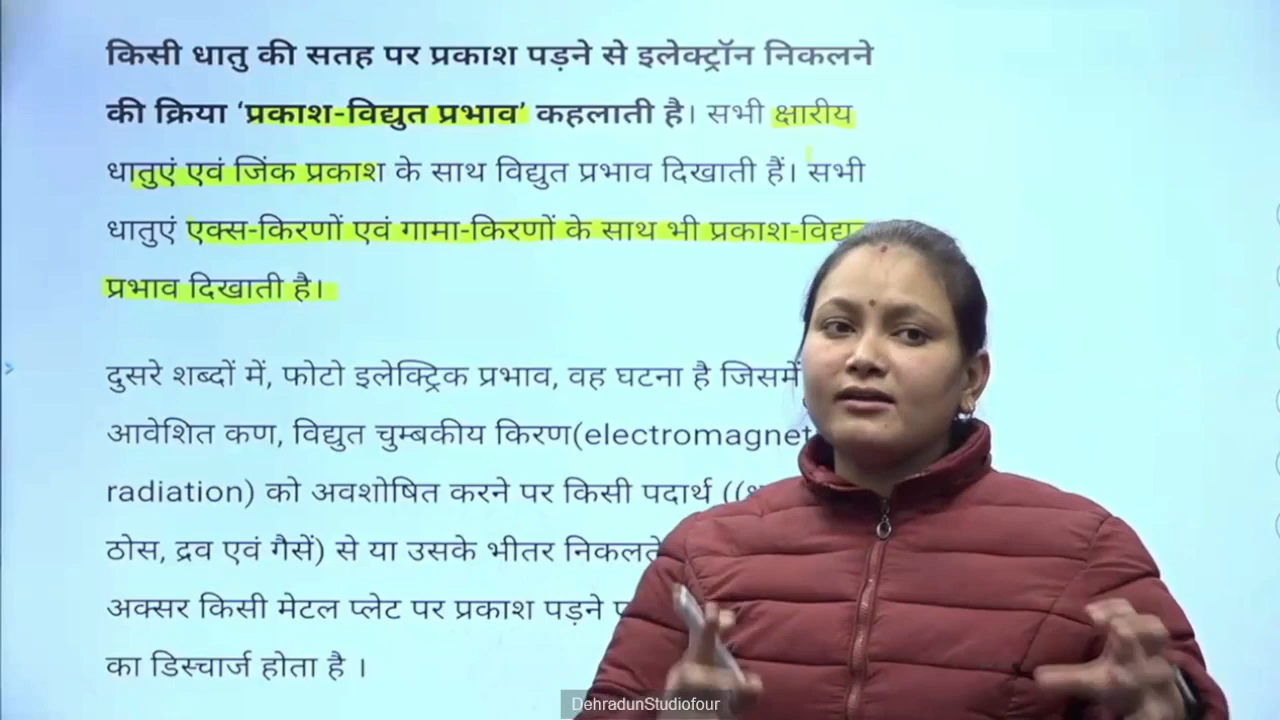 किसी धातु की सतह पर प्रकाश पड़ने से इलेक्ट्रॉन निकलने
की क्रिया ‘प्रकाश-विद्युत प्रभाव’ कहलाती है। सभी क्षारीय
धातुएं एवं जिंक प्रकाश के साथ विद्युत प्रभाव दिखाती हैं। सभी
धातुएं एक्स-किरणों एवं गामा-किरणों के साथ भी प्रकाश-विद्यु
प्रभाव दिखाती है।
दुसरे शब्दों में, फोटो इलेक्ट्रिक प्रभाव, वह घटना है जिसमें
आवेशित कण, विद्युत चुम्बकीय किरण(electromagnet
radiation) को अवशोषित करने पर किसी पदार्थ ((
ठोस, द्रव एवं गैसें) से या उसके भीतर निकलते
अक्सर किसी मेटल प्लेट पर प्रकाश पड़ने
का डिस्चार्ज होता है ।
DehradunStudiofour